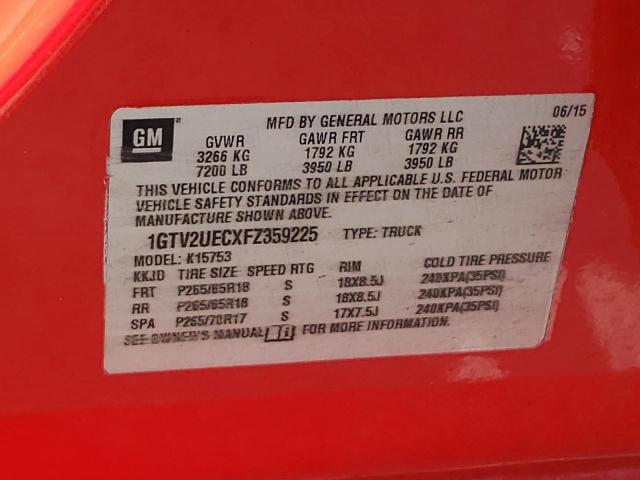 GM
MFD BY GENERAL MOTORS LLC 06/15
GVWR GAWR FRT GAWR RR
3266 KG 1792 KG 1792 KG
7200 LB 3950 LB 3950 LB
THIS VEHICLE CONFORMS TO ALL APPLICABLE U.S. FEDERAL MOTOR
VEHICLE SAFETY STANDARDS IN EFFECT ON THE DATE OF
MANUFACTURE SHOWN ABOVE.
1GTV2UECXFZ359225 TYPE: TRUCK
MODEL: K15753
KKJD TIRE SIZE SPEED RTG RIM COLD TIRE PRESSURE
FRT P265/65R18 S 18X8.5J 240KPA(35PSI)
RR P265/65R18 S 18X8.5J 240KPA(35PSI)
SPA P265/70R17 S 17X7.5J 240KPA(35PSI)
SEE OWNER'S MANUAL FOR MORE INFORMATION.